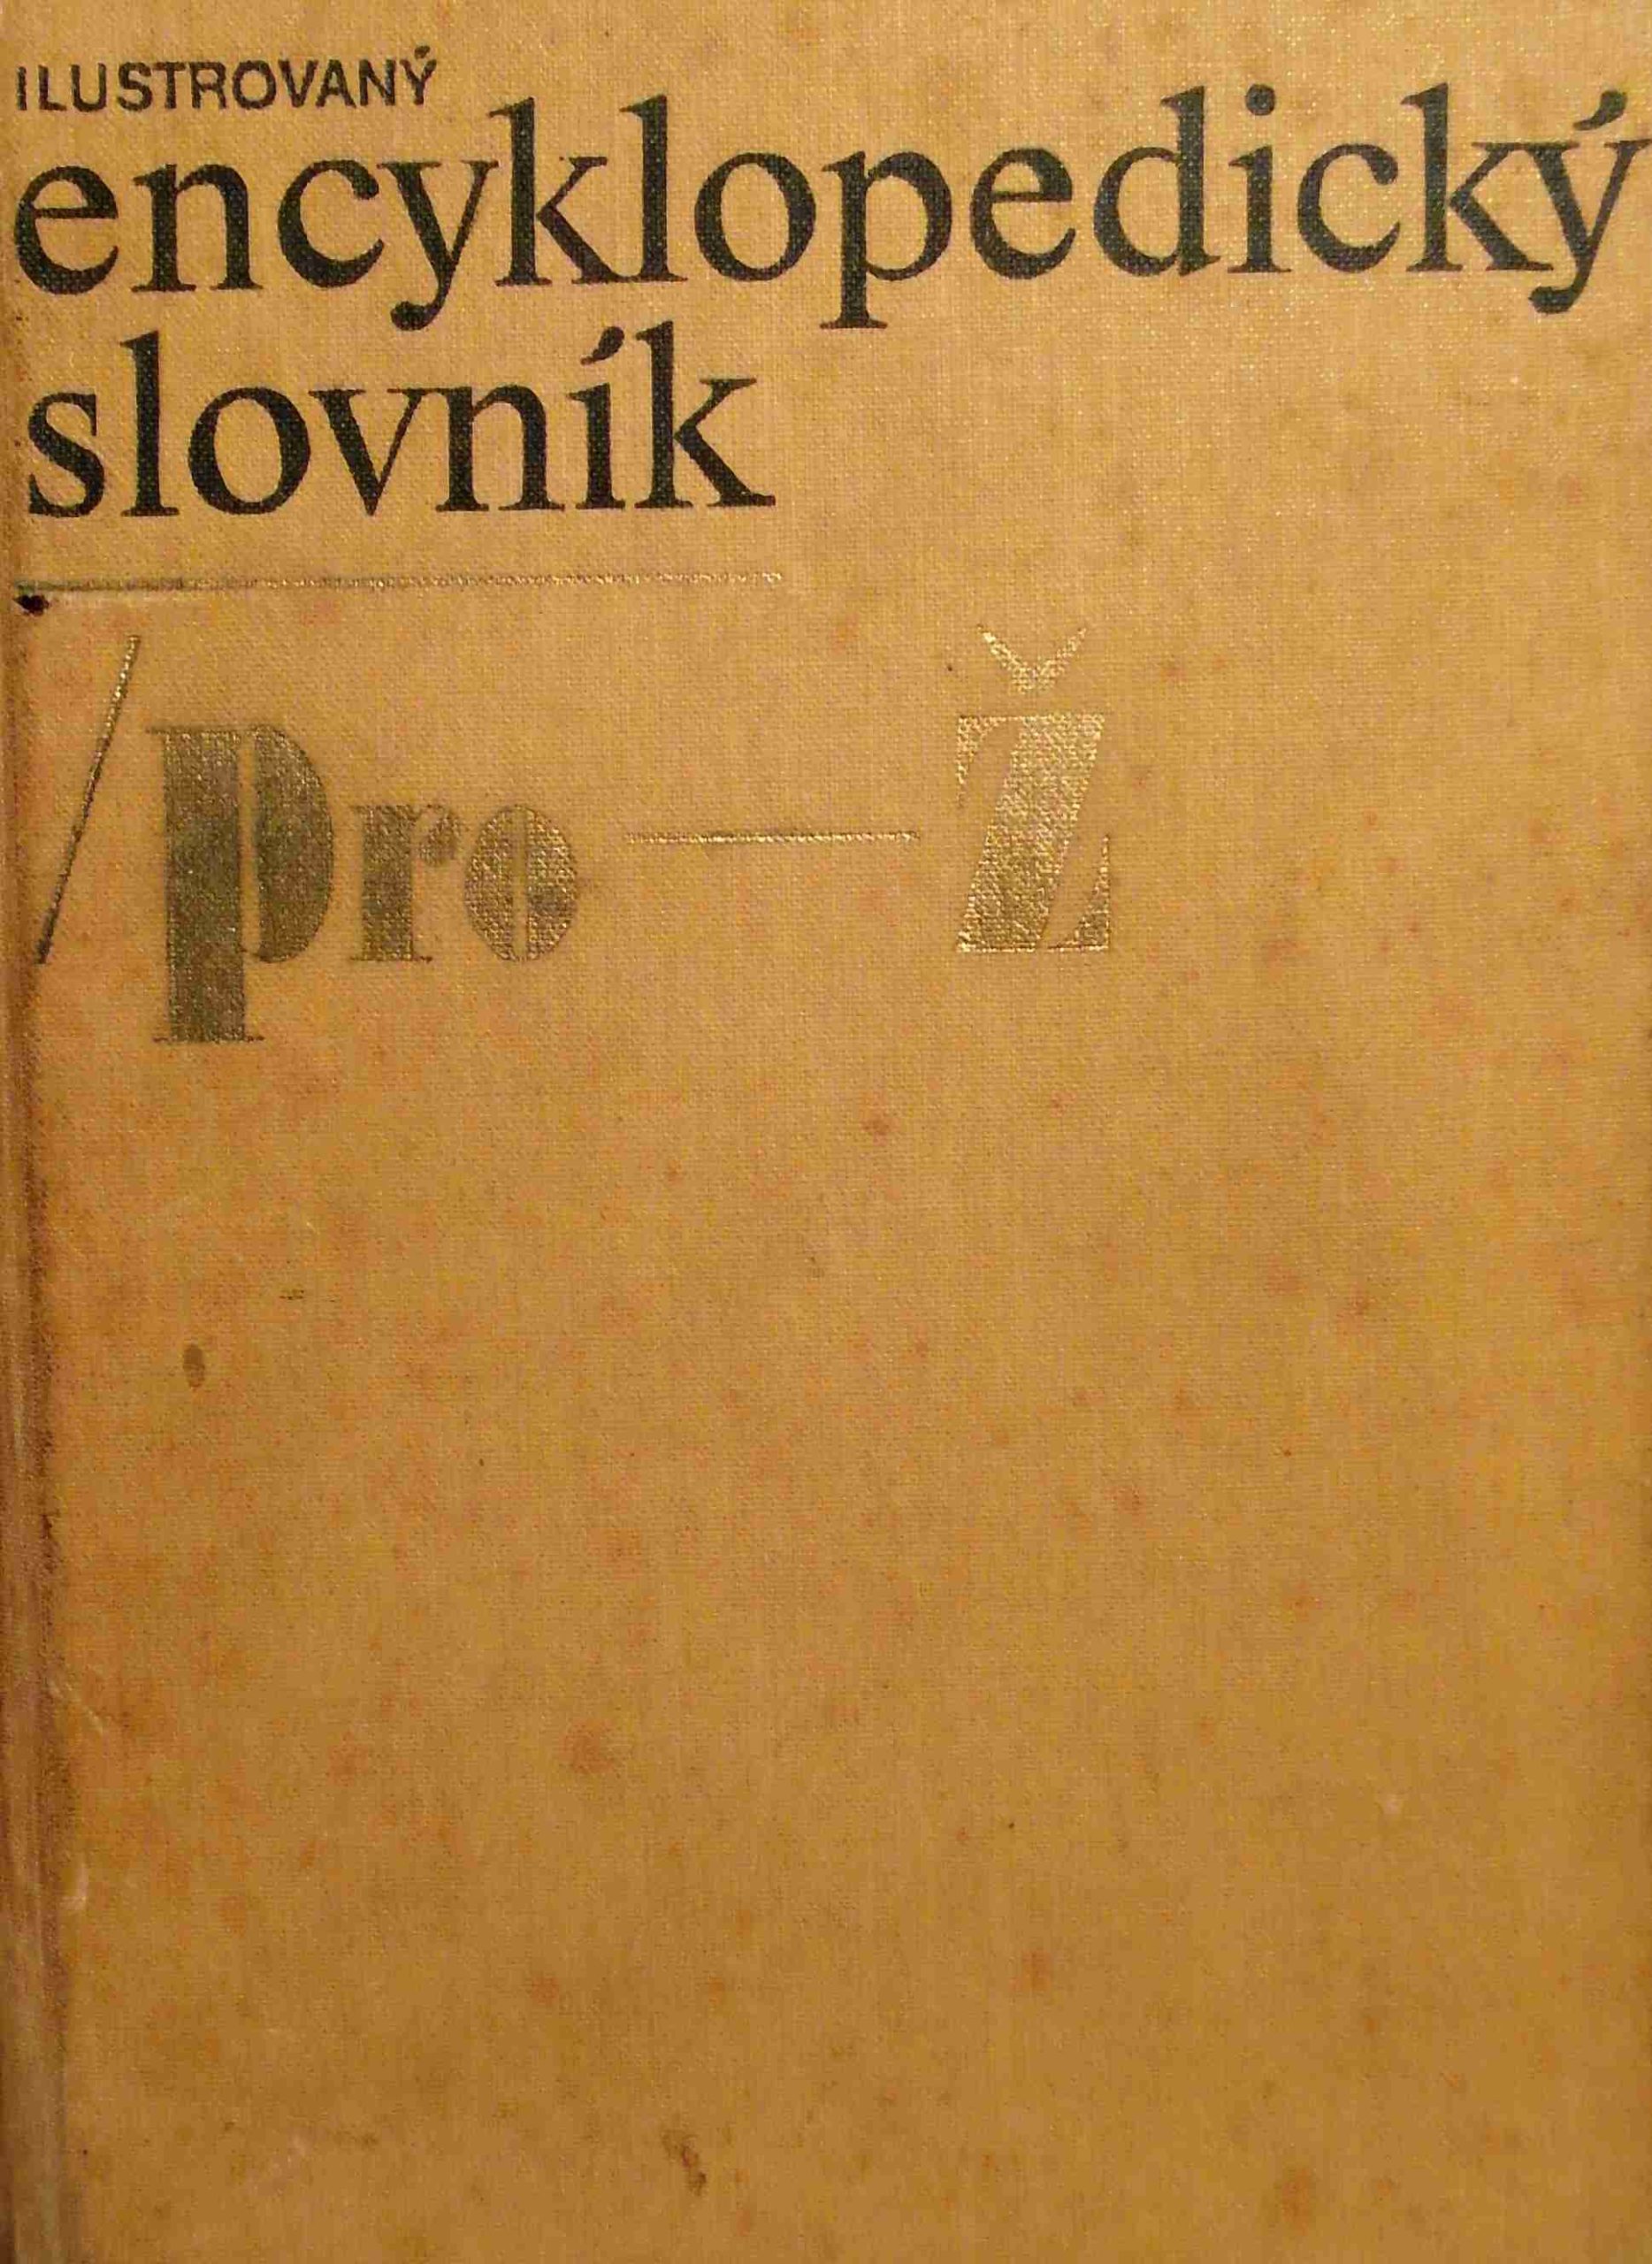 ILUSTROVANÝ
encyklopedický
slovník
/pro — Ž